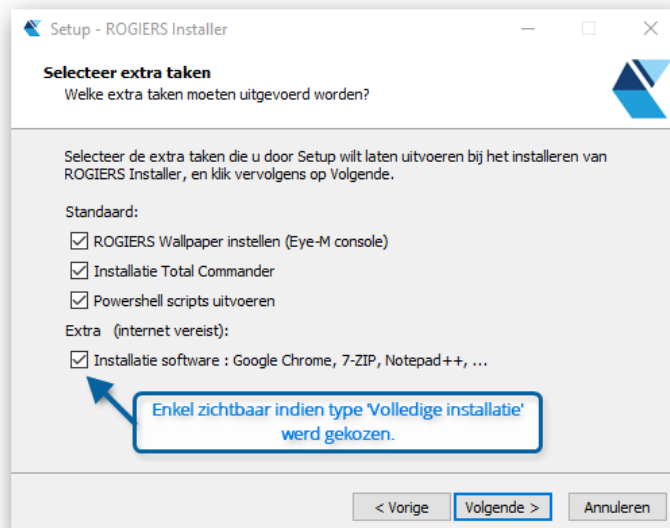 Setup - ROGIERS Installer
Selecteer extra taken
Welke extra taken moeten uitgevoerd worden?
Selecteer de extra taken die u door Setup wilt laten uitvoeren bij het installeren van
ROGIERS Installer, en klik vervolgens op Volgende.
Standaard:
ROGIERS Wallpaper instellen (Eye-M console)
Installatie Total Commander
Powershell scripts uitvoeren
Extra (internet vereist):
Installatie software : Google Chrome, 7-ZIP, Notepad++, ...
Enkel zichtbaar indien type 'Volledige installatie'
werd gekozen.
< Vorige
Volgende >
Annuleren